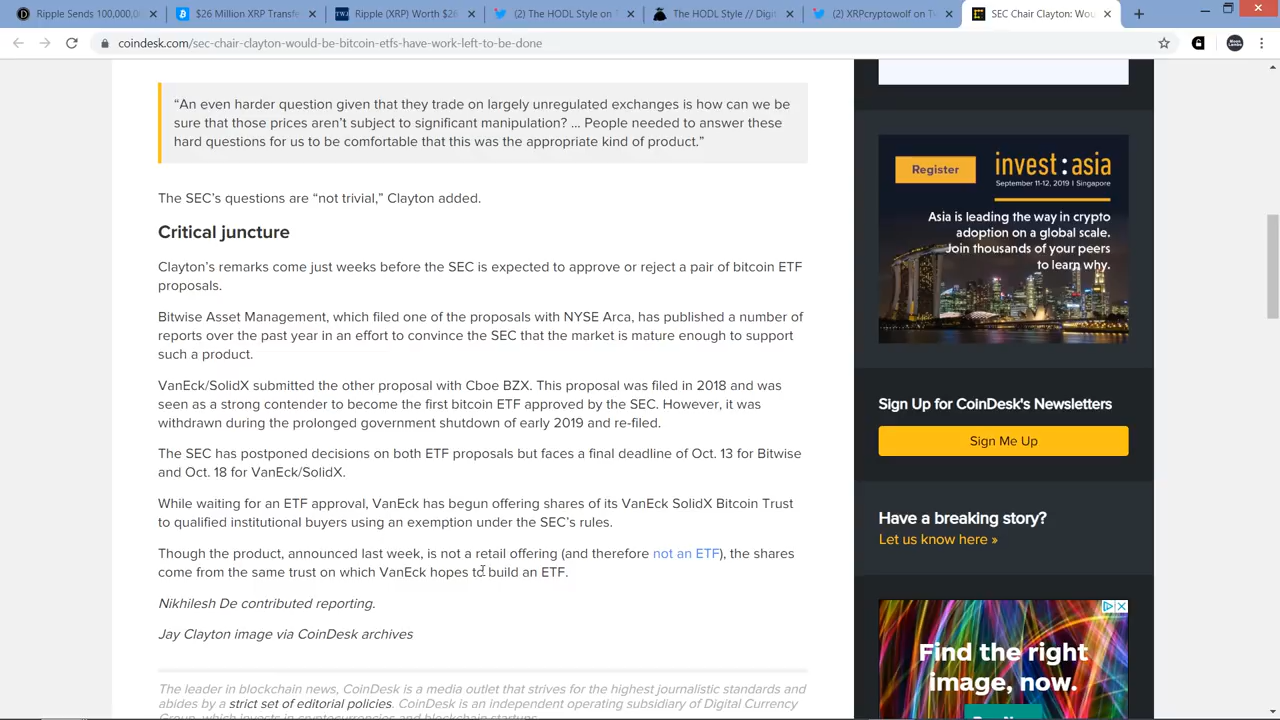 Ripple Sends 100,000,0
$26 Million XRP Transfer
Ripple (XRP) Worth $26
(2) The HODL Style on
The HODL Style // Digit
(2) XRPcryptowolf on T
SEC Chair Clayton: Wou
coindesk.com/sec-chair-clayton-would-be-bitcoin-etfs-have-work-left-to-be-done
“An even harder question given that they trade on largely unregulated exchanges is how can we be
sure that those prices aren’t subject to significant manipulation? ... People needed to answer these
hard questions for us to be comfortable that this was the appropriate kind of product.”
The SEC’s questions are “not trivial,” Clayton added.
Critical juncture
Clayton’s remarks come just weeks before the SEC is expected to approve or reject a pair of bitcoin ETF
proposals.
Bitwise Asset Management, which filed one of the proposals with NYSE Arca, has published a number of
reports over the past year in an effort to convince the SEC that the market is mature enough to support
such a product.
VanEck/SolidX submitted the other proposal with Cboe BZX. This proposal was filed in 2018 and was
seen as a strong contender to become the first bitcoin ETF approved by the SEC. However, it was
withdrawn during the prolonged government shutdown of early 2019 and re-filed.
The SEC has postponed decisions on both ETF proposals but faces a final deadline of Oct. 13 for Bitwise
and Oct. 18 for VanEck/SolidX.
While waiting for an ETF approval, VanEck has begun offering shares of its VanEck SolidX Bitcoin Trust
to qualified institutional buyers using an exemption under the SEC’s rules.
Though the product, announced last week, is not a retail offering (and therefore not an ETF), the shares
come from the same trust on which VanEck hopes to build an ETF.
Nikhilesh De contributed reporting.
Jay Clayton image via CoinDesk archives
The leader in blockchain news, CoinDesk is a media outlet that strives for the highest journalistic standards and
abides by a strict set of editorial policies. CoinDesk is an independent operating subsidiary of Digital Currency
Group, which invests in cryptocurrencies and blockchain startups.
Register
invest:asia
September 11-12, 2019 | Singapore
Asia is leading the way in crypto
adoption on a global scale.
Join thousands of your peers
to learn why.
Sign Up for CoinDesk's Newsletters
Sign Me Up
Have a breaking story?
Let us know here »
Find the right
image, now.